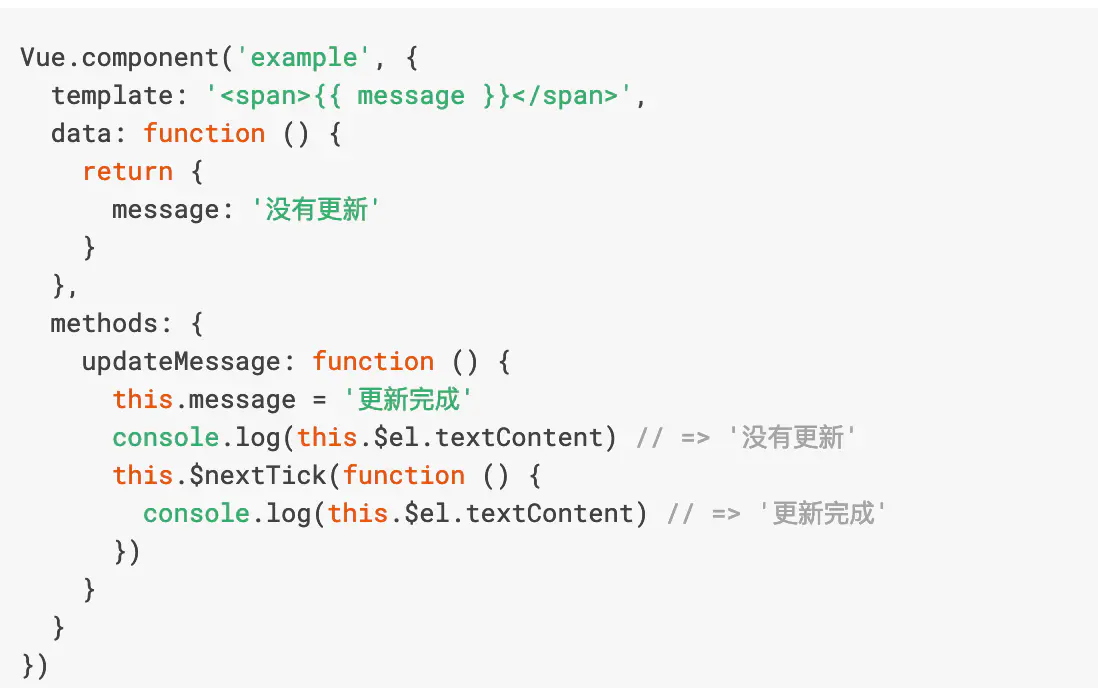 Vue.component('example', {
  template: '<span>{{ message }}</span>',
  data: function () {
    return {
      message: '没有更新'
    }
  },
  methods: {
    updateMessage: function () {
      this.message = '更新完成'
      console.log(this.$el.textContent) // => '没有更新'
      this.$nextTick(function () {
        console.log(this.$el.textContent) // => '更新完成'
      })
    }
  }
})